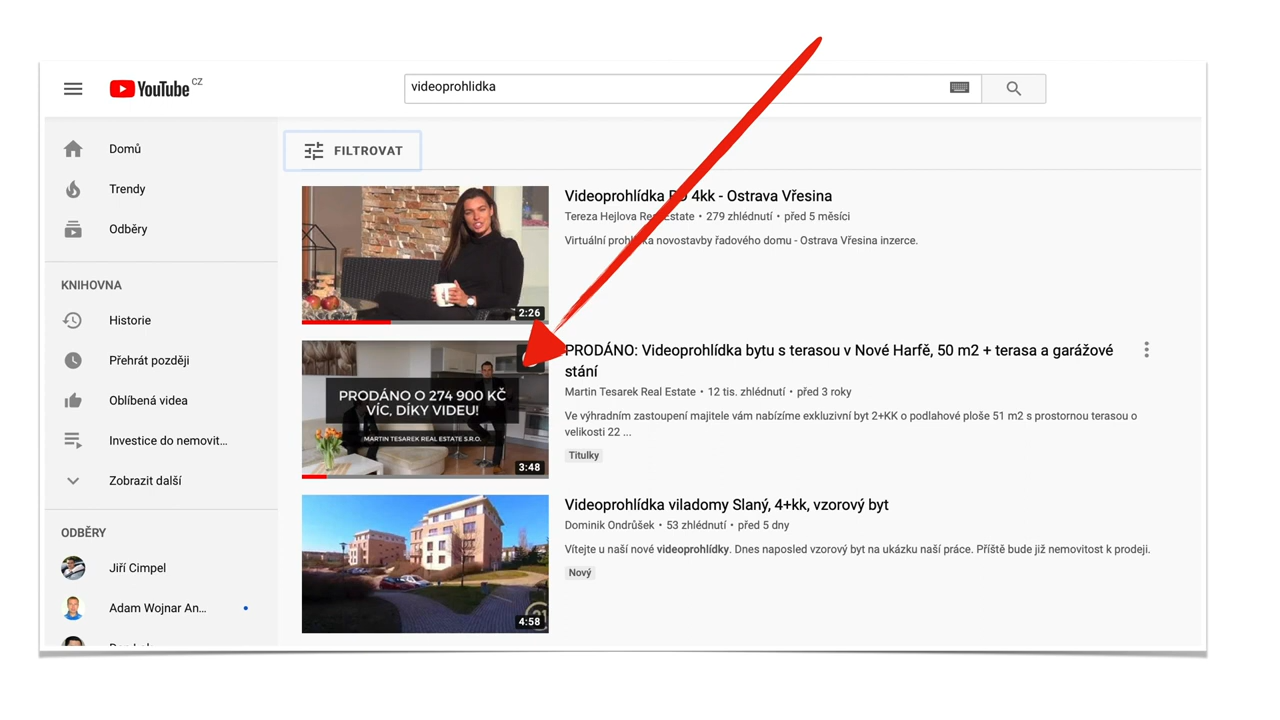 YouTube CZ
videoprohlidka
Domů
Trendy
Odběry
KNIHOVNA
Historie
Přehrát později
Oblíbená videa
Investice do nemovit...
Zobrazit další
ODBĚRY
Jiří Cimpel
Adam Wojnar An...
FILTROVAT
2:26
Videoprohlídka 4kk - Ostrava Vřesina
Tereza Hejlova Real Estate • 279 zhlédnutí • před 5 měsíci
Virtuální prohlídka novostavby řadového domu - Ostrava Vřesina inzerce.
PRODÁNO O 274 900 KČ
VÍC, DÍKY VIDEU!
MARTIN TESAREK REAL ESTATE S.R.O.
3:48
PRODÁNO: Videoprohlídka bytu s terasou v Nové Harfě, 50 m2 + terasa a garážové
stání
Martin Tesarek Real Estate • 12 tis. zhlédnutí • před 3 roky
Ve výhradním zastoupení majitele vám nabízíme exkluzivní byt 2+KK o podlahové ploše 51 m2 s prostornou terasou o
velikosti 22 ...
Titulky
21
4:58
Videoprohlídka viladomy Slaný, 4+kk, vzorový byt
Dominik Ondrůšek • 53 zhlédnutí • před 5 dny
Vítejte u naší nové videoprohlídky. Dnes naposled vzorový byt na ukázku naší práce. Příště bude již nemovitost k prodeji.
Nový